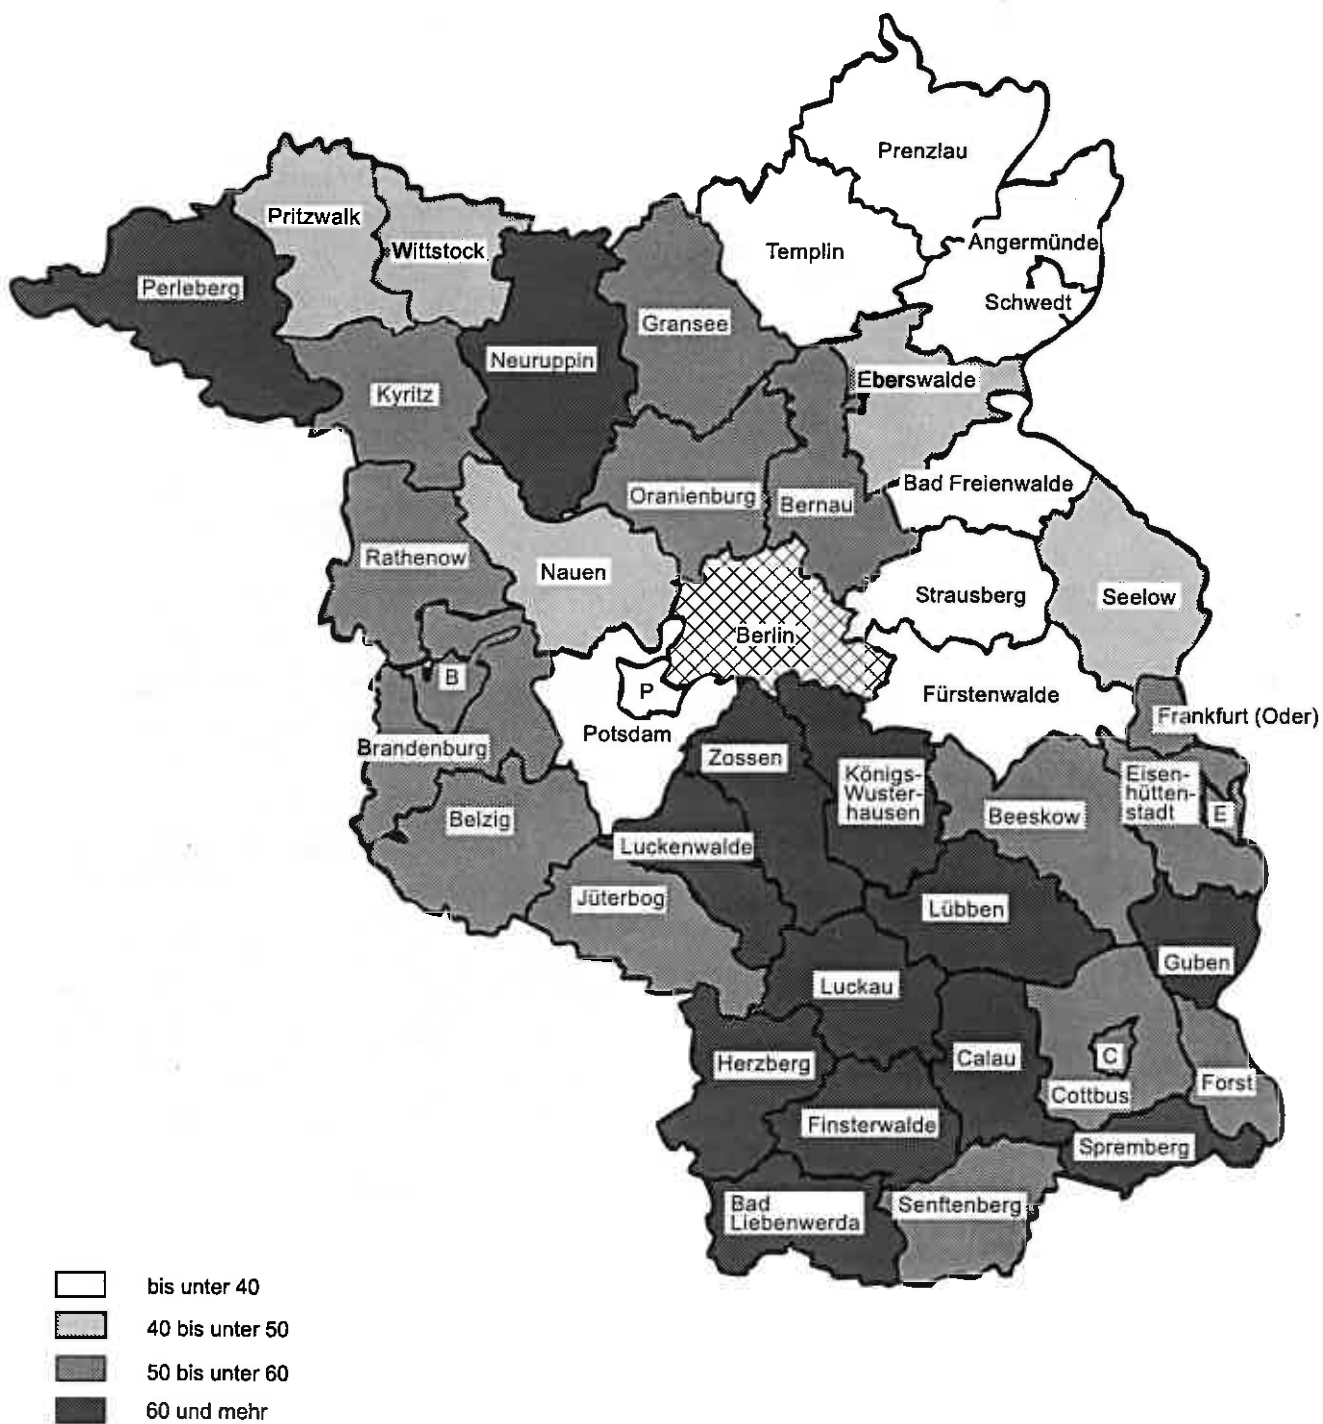 Prenzlau
Pritzwalk
Angermünde
Wittstock
Templin
Perleberg
Schwedt
Gransee
Neuruppin
Eberswalde
Kyritz
Bad Freienwalde
Oranienburg
Bernau
Rathenow
Nauen
Strausberg
Seelow
Berlin
B
P
Fürstenwalde
Frankfurt (Oder)
Potsdam
Brandenburg
Zossen
Königs-
Wuster-
hausen
Eisen-
hütten-
stadt
E
Beeskow
Belzig
Luckenwalde
Jüterbog
Lübben
Guben
Luckau
Herzberg
Calau
C
Cottbus
Forst
Finsterwalde
Spremberg
Bad
Liebenwerda
Senftenberg
bis unter 40
40 bis unter 50
50 bis unter 60
60 und mehr